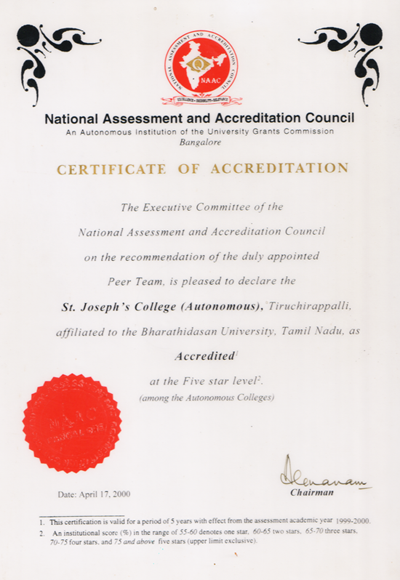 NATIONAL ASSESSMENT AND ACCREDITATION COUNCIL
NAAC
National Assessment and Accreditation Council
An Autonomous Institution of the University Grants Commission
Bangalore
CERTIFICATE OF ACCREDITATION
The Executive Committee of the
National Assessment and Accreditation Council
on the recommendation of the duly appointed
Peer Team, is pleased to declare the
St. Joseph's College (Autonomous), Tiruchirappalli,
affiliated to the Bharathidasan University, Tamil Nadu, as
Accredited¹
at the Five star level².
(among the Autonomous Colleges)
NAAC
Chairman
Date: April 17, 2000
1. This certification is valid for a period of 5 years with effect from the assessment academic year 1999-2000.
2. An institutional score (%) in the range of 55-60 denotes one star, 60-65 two stars, 65-70 three stars,
70-75 four stars, and 75 and above five stars (upper limit exclusive).